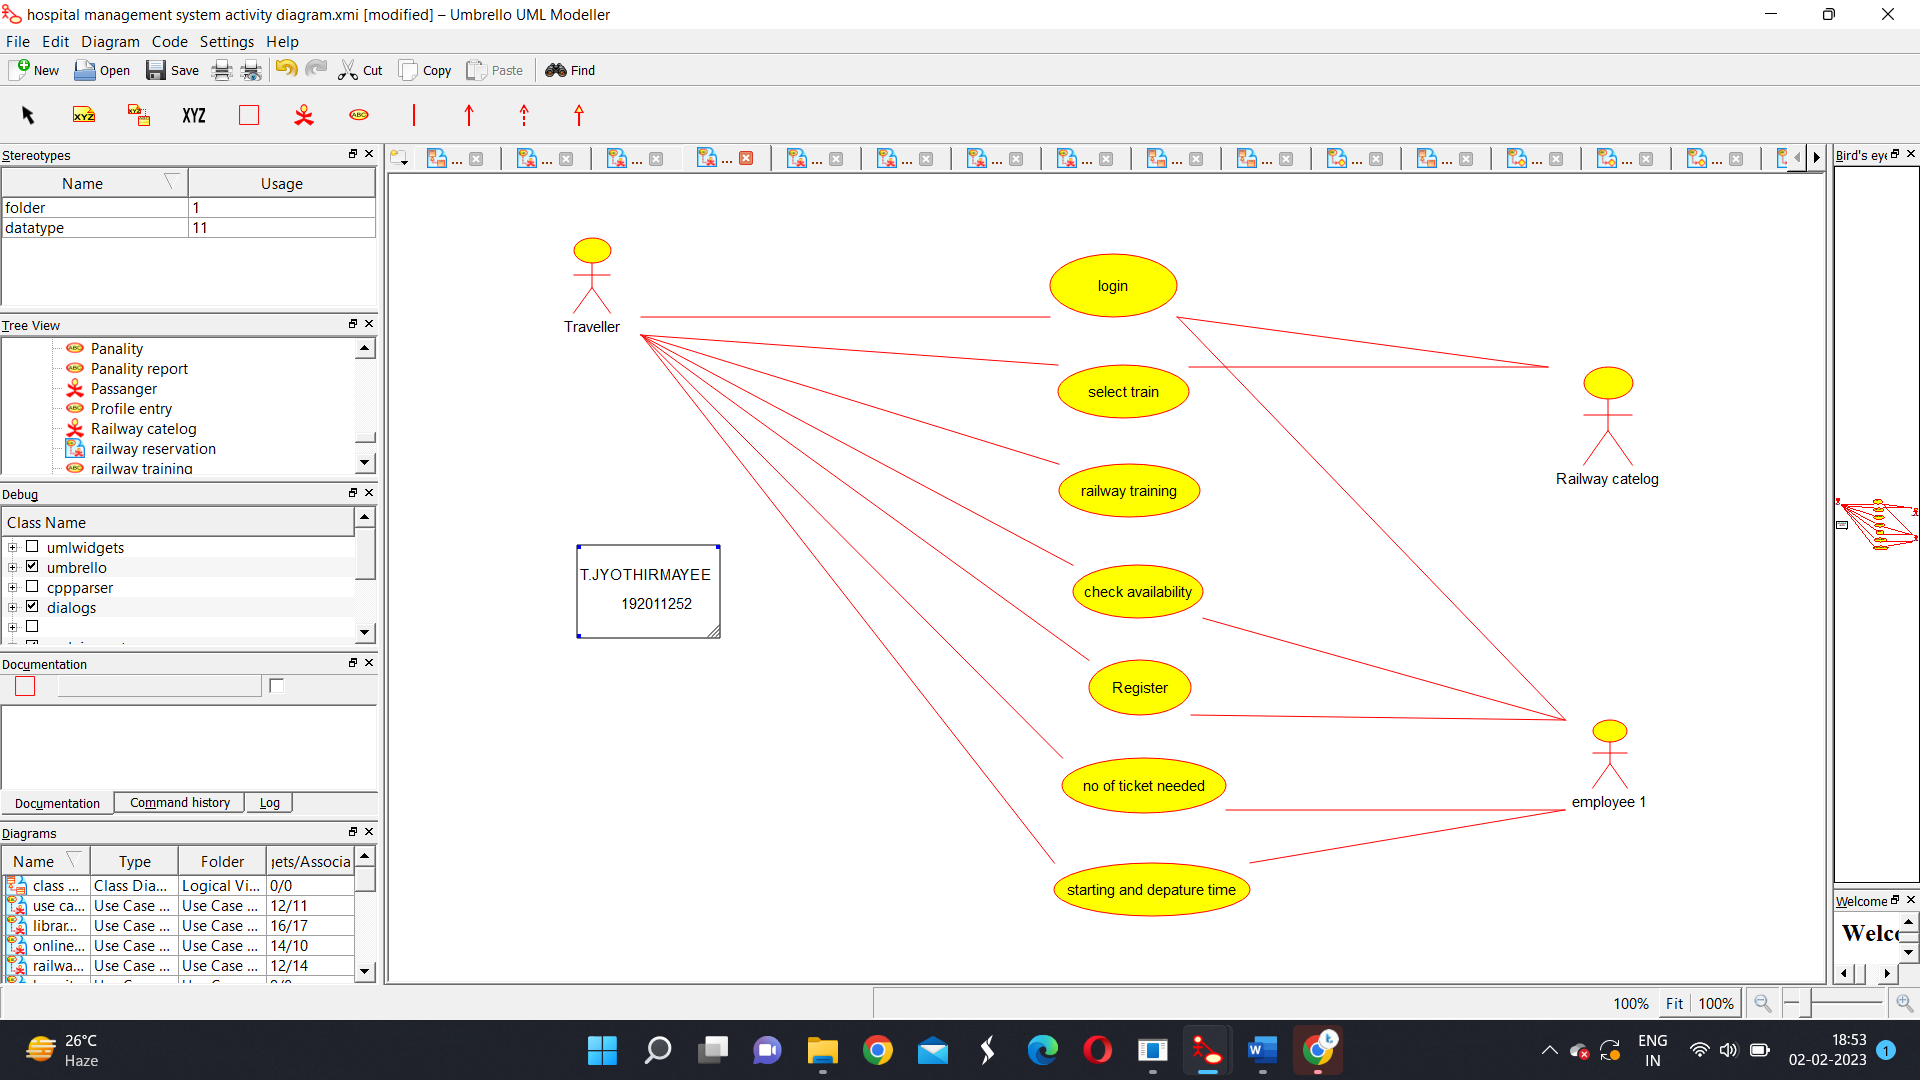 hospital management system activity diagram.xmi [modified] – Umbrello UML Modeller
File Edit Diagram Code Settings Help
New Open Save Cut Copy Paste Find
XYZ XYZ XYZ ABC
Stereotypes
Name Usage
folder 1
datatype 11
Tree View
Panality
Panality report
Passanger
Profile entry
Railway catelog
railway reservation
railway training
Debug
Class Name
umlwidgets
umbrello
cppparser
dialogs
Documentation
Documentation Command history Log
Diagrams
Name Type Folder gets/Associa
class ... Class Dia... Logical Vi... 0/0
use ca... Use Case ... Use Case ... 12/11
librar... Use Case ... Use Case ... 16/17
online... Use Case ... Use Case ... 14/10
railwa... Use Case ... Use Case ... 12/14
... ... ... ... ... ... ... ... ... ... ... ... ... ... ...
Traveller
login
select train
railway training
check availability
Register
no of ticket needed
starting and depature time
Railway catelog
employee 1
T.JYOTHIRMAYEE
192011252
Bird's eye
Welcome
Welco
100% Fit 100%
26°C
Haze
ENG
IN
18:53
02-02-2023
1